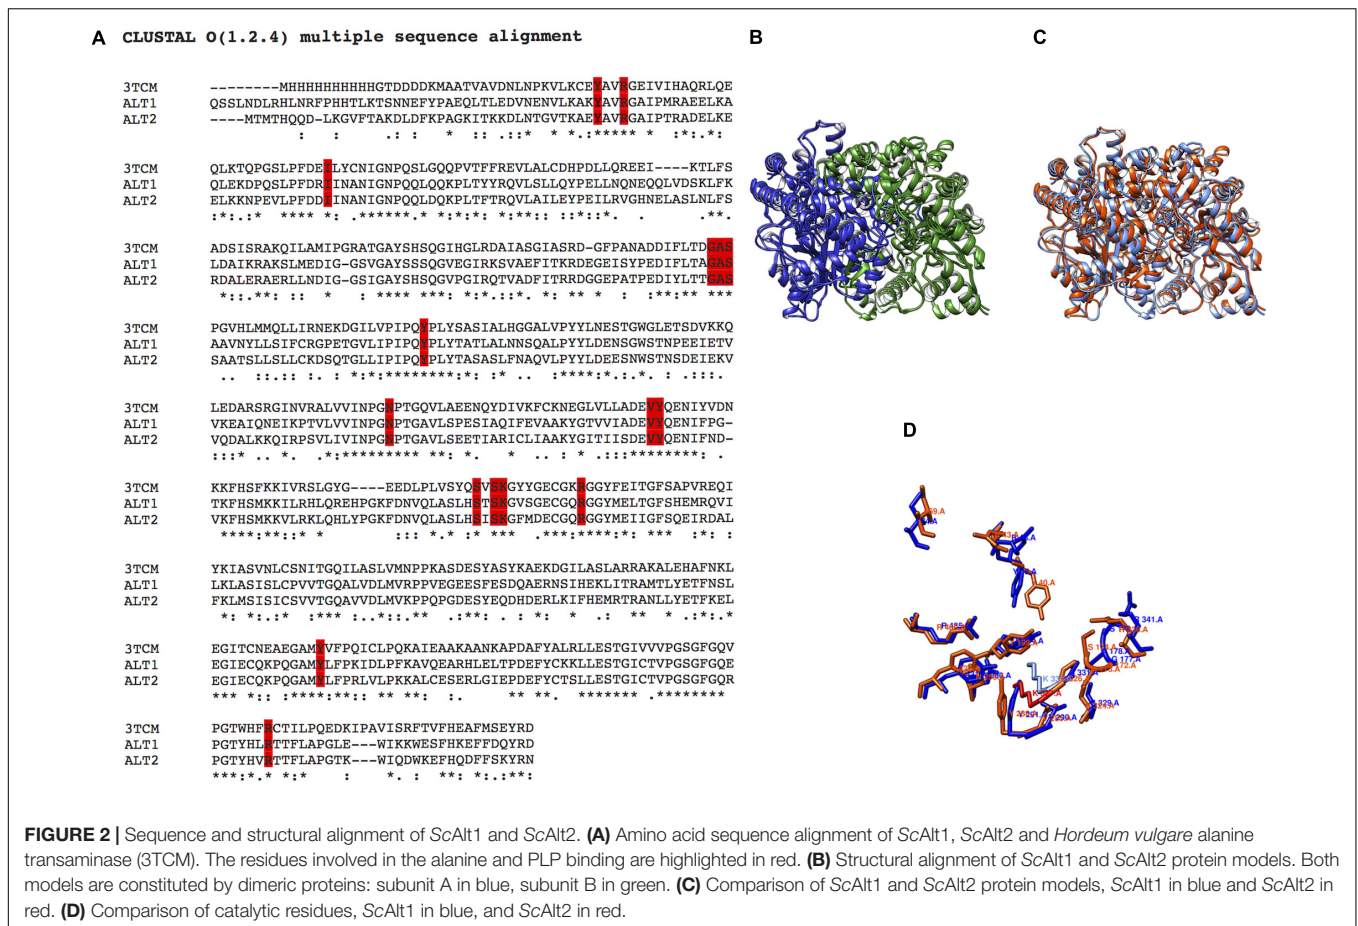 A CLUSTAL O(1.2.4) multiple sequence alignment
B
C
3TCM --------MHHHHHHHHHHGTDDDDKMAATVAVDNLNPKVLKCEYAVRGEIVIHAQRLQE
ALT1 QSSLNDLRHLNRFPHHTLKTSNNEFYPAEQLTLEDVNENVLKAKYAVRGAIPMRAEELKA
ALT2 ----MTMTHQQD-LKGVFTAKDLDFKPAGKITKKDLNTGVTKAEYAVRGAIPTRADELKE
3TCM QLKTQPGSLPFDEILYCNIGNPQSLGQQPVTFFREVLALCDHPDLLQREEI----KTLFS
ALT1 QLEKDPQSLPFDRIINANIGNPQQLQQKPLTYYRQVLSLLQYPELLNQNEQQLVDSKLFK
ALT2 ELKKNPEVLPFDDIINANIGNPQQLDQKPLTFTRQVLAILEYPEILRVGHNELASLNLFS
3TCM ADSISRAKQILAMIPGRATGAYSHSQGIHGLRDAIASGIASRD-GFPANADDIFLTDGAS
ALT1 LDAIKRAKSLMEDIG-GSVGAYSSSQGVEGIRKSVAEFITKRDEGEISYPEDIFLTAGAS
ALT2 RDALERAERLLNDIG-GSIGAYSHSQGVPGIRQTVADFITRRDGGEPATPEDIYLTTGAS
3TCM PGVHLMMQLLIRNEKDGILVPIPQYPLYSASIALHGGALVPYYLNESTGWGLETSDVKKQ
ALT1 AAVNYLLSIFCRGPETGVLIPIPQYPLYTATLALNNSQALPYYLDENSGWSTNPEEIETV
ALT2 SAATSLLSLLCKDSQTGLLIPIPQYPLYTASASLFNAQVLPYYLDEESNWSTNSDEIEKV
3TCM LEDARSRGINVRALVVINPGNPTGQVLAEENQYDIVKFCKNEGLVLLADEVYQENIYVDN
ALT1 VKEAIQNEIKPTVLVVINPGNPTGAVLSPESIAQIFEVAAKYGTVVIADEVYQENIFPG-
ALT2 VQDALKKQIRPSVLIVINPGNPTGAVLSEETIARICLIAAKYGITIISDEVYQENIFND-
3TCM KKFHSFKKIVRSLGYG----EEDLPLVSYQSVSKGYYGECGKRGGYFEITGFSAPVREQI
ALT1 TKFHSMKKILRHLQREHPGKFDNVQLASLHSTSKGVSGECGQRGGYMELTGFSHEMRQVI
ALT2 VKFHSMKKVLRKLQHLYPGKFDNVQLASLHSISKGFMDECGQRGGYMEIIGFSQEIRDAL
3TCM YKIASVNLCSNITGQILASLVMNPPKASDESYASYKAEKDGILASLARRAKALEHAFNKL
ALT1 LKLASISLCPVVTGQALVDLMVRPPVEGEESFESDQAERNSIHEKLITRAMTLYETFNSL
ALT2 FKLMSISICSVVTGQAVVDLMVKPPQPGDESYEQDHDERLKIFHEMRTRANLLYETFKEL
3TCM EGITCNEAEGAMYVFPQICLPQKAIEAAKAANKAPDAFYALRLLESTGIVVVPGSGFGQV
ALT1 EGIECQKPQGAMYLFPKIDLPFKAVQEARHLELTPDEFYCKKLLESTGICTVPGSGFGQE
ALT2 EGIECQKPQGAMYLFPRLVLPKKALCESERLGIEPDEFYCTSLLESTGICTVPGSGFGQR
3TCM PGTWHFRCTILPQEDKIPAVISRFTVFHEAFMSEYRD
ALT1 PGTYHLRTTFLAPGLE---WIKKWESFHKEFFDQYRD
ALT2 PGTYHVRTTFLAPGTK---WIQDWKEFHQDFFSKYRN
D
FIGURE 2 | Sequence and structural alignment of ScAlt1 and ScAlt2. (A) Amino acid sequence alignment of ScAlt1, ScAlt2 and Hordeum vulgare alanine
transaminase (3TCM). The residues involved in the alanine and PLP binding are highlighted in red. (B) Structural alignment of ScAlt1 and ScAlt2 protein models. Both
models are constituted by dimeric proteins: subunit A in blue, subunit B in green. (C) Comparison of ScAlt1 and ScAlt2 protein models, ScAlt1 in blue and ScAlt2 in
red. (D) Comparison of catalytic residues, ScAlt1 in blue, and ScAlt2 in red.